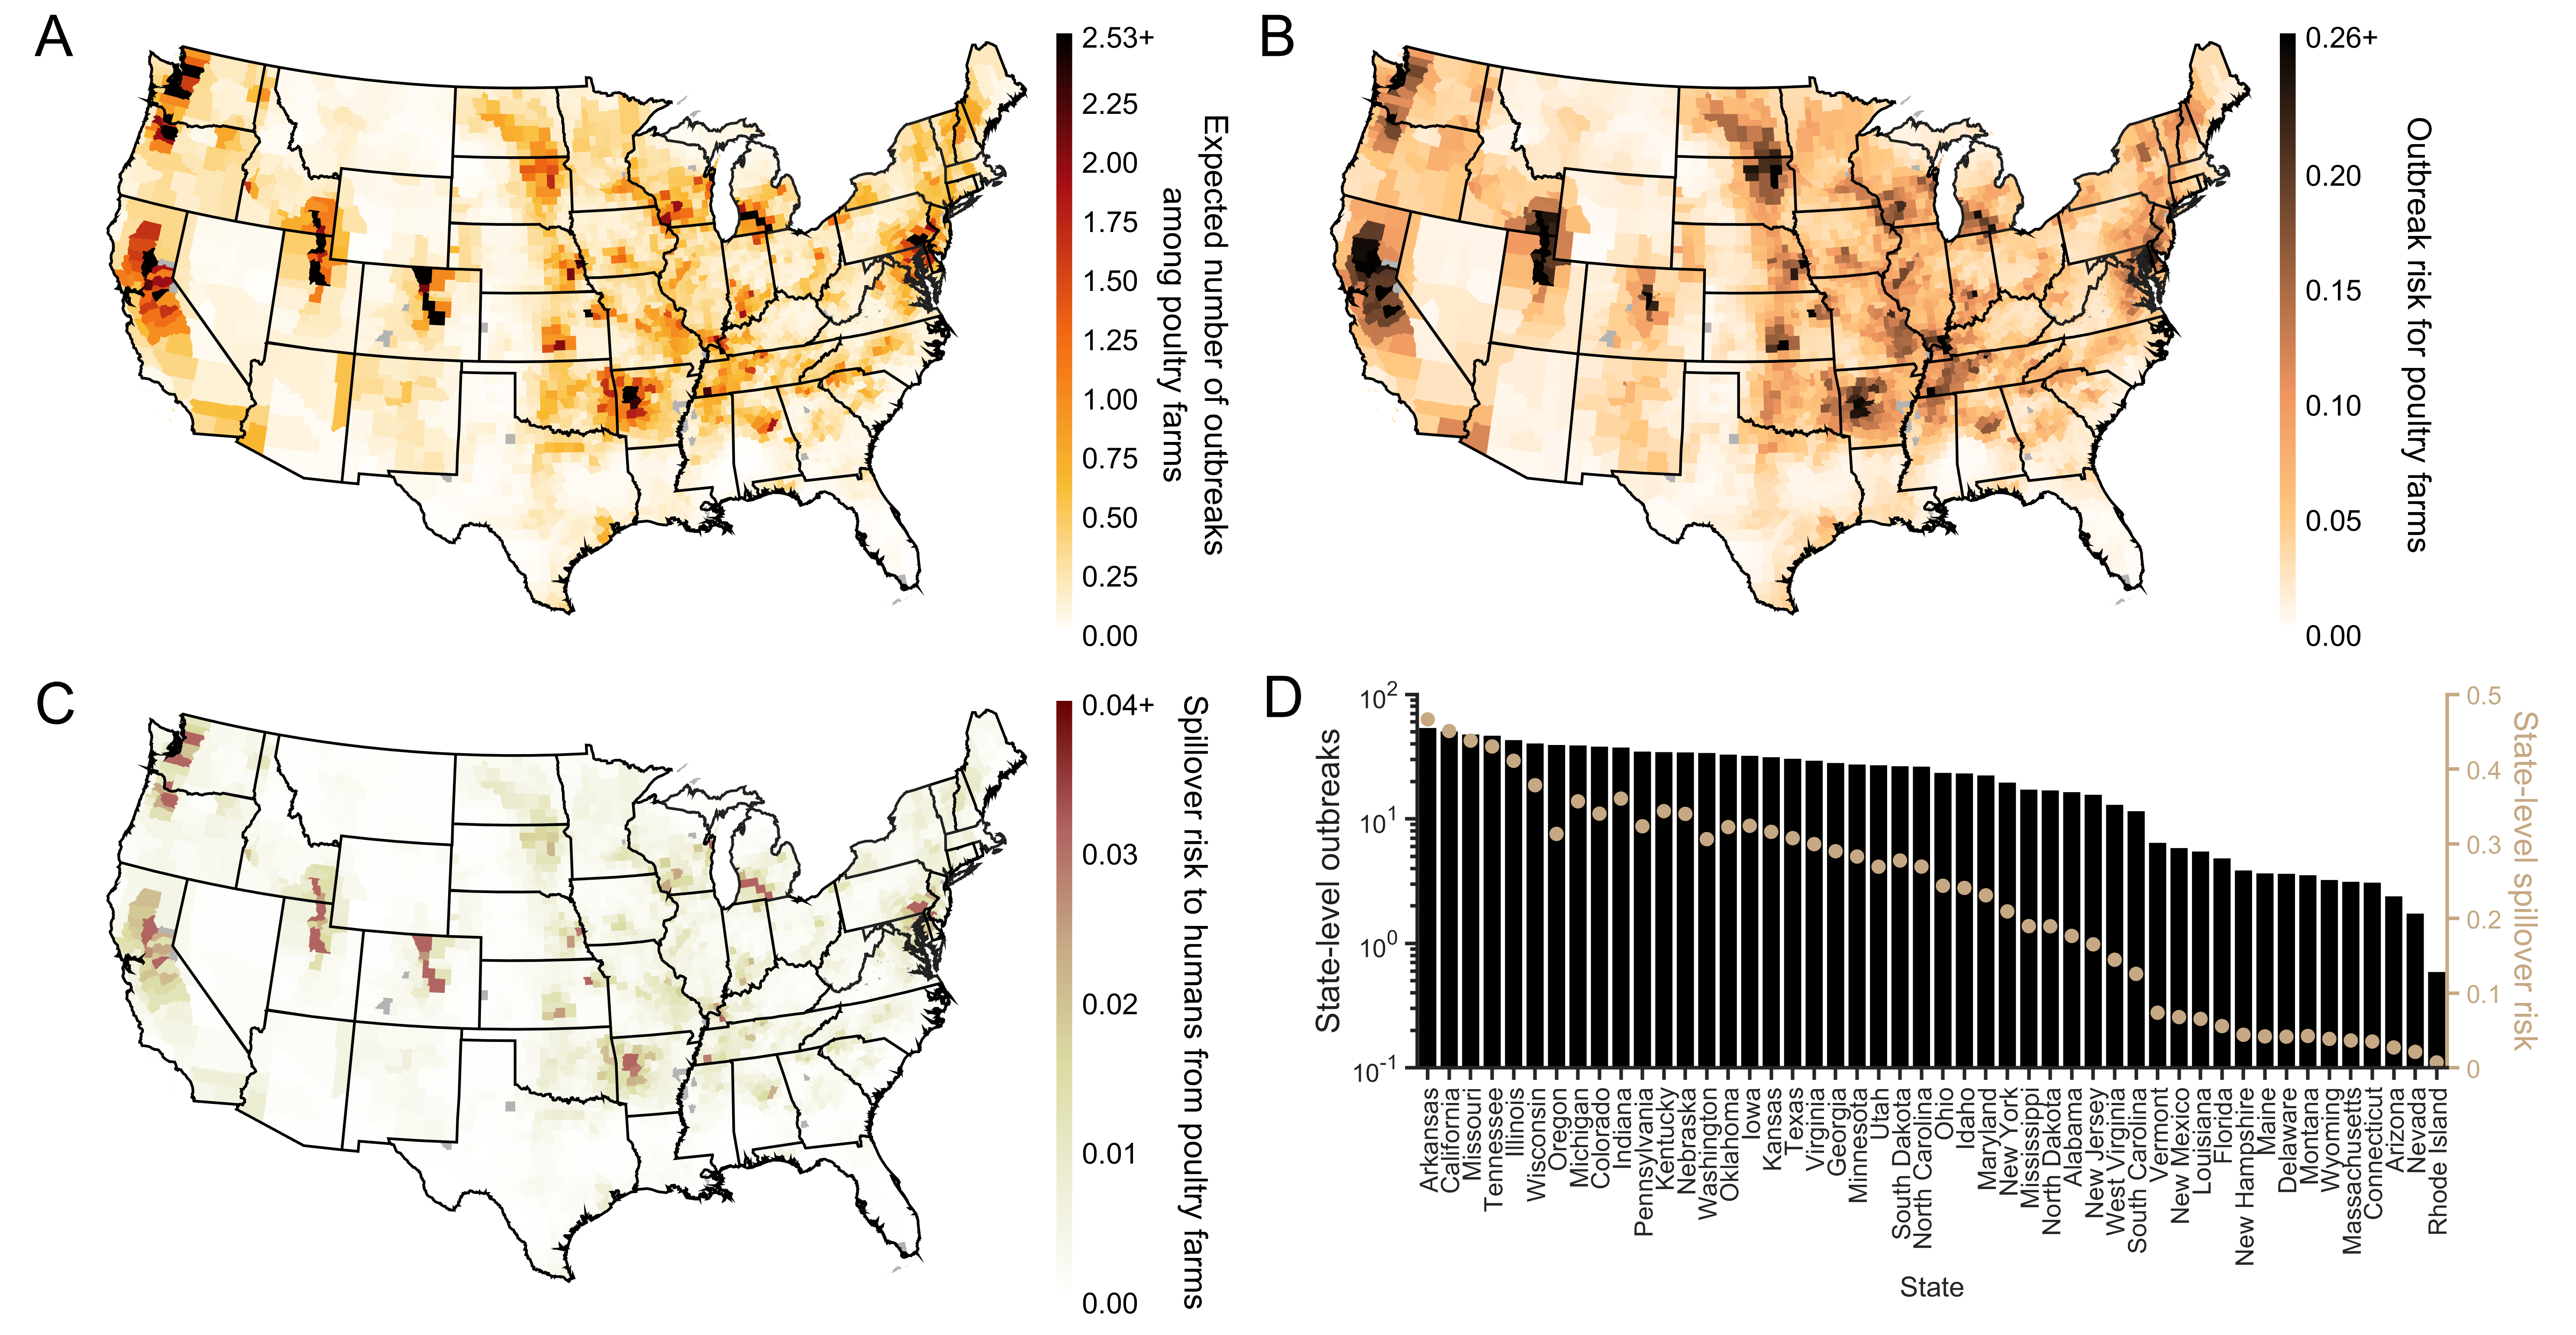 A
2.53+
2.25
2.00
1.75
1.50
1.25
1.00
0.75
0.50
0.25
0.00
Expected number of outbreaks
among poultry farms
B
0.26+
0.20
0.15
0.10
0.05
0.00
Outbreak risk for poultry farms
C
0.04+
0.03
0.02
0.01
0.00
Spillover risk to humans from poultry farms
D
10²
10¹
10⁰
10⁻¹
State-level outbreaks
0.5
0.4
0.3
0.2
0.1
0
State-level spillover risk
Arkansas
California
Missouri
Tennessee
Illinois
Wisconsin
Oregon
Michigan
Colorado
Indiana
Pennsylvania
Kentucky
Nebraska
Washington
Oklahoma
Iowa
Kansas
Texas
Virginia
Georgia
Minnesota
Utah
South Dakota
North Carolina
Ohio
Idaho
Maryland
New York
Mississippi
North Dakota
Alabama
New Jersey
West Virginia
South Carolina
Vermont
New Mexico
Louisiana
Florida
New Hampshire
Maine
Delaware
Montana
Wyoming
Massachusetts
Connecticut
Arizona
Nevada
Rhode Island
State